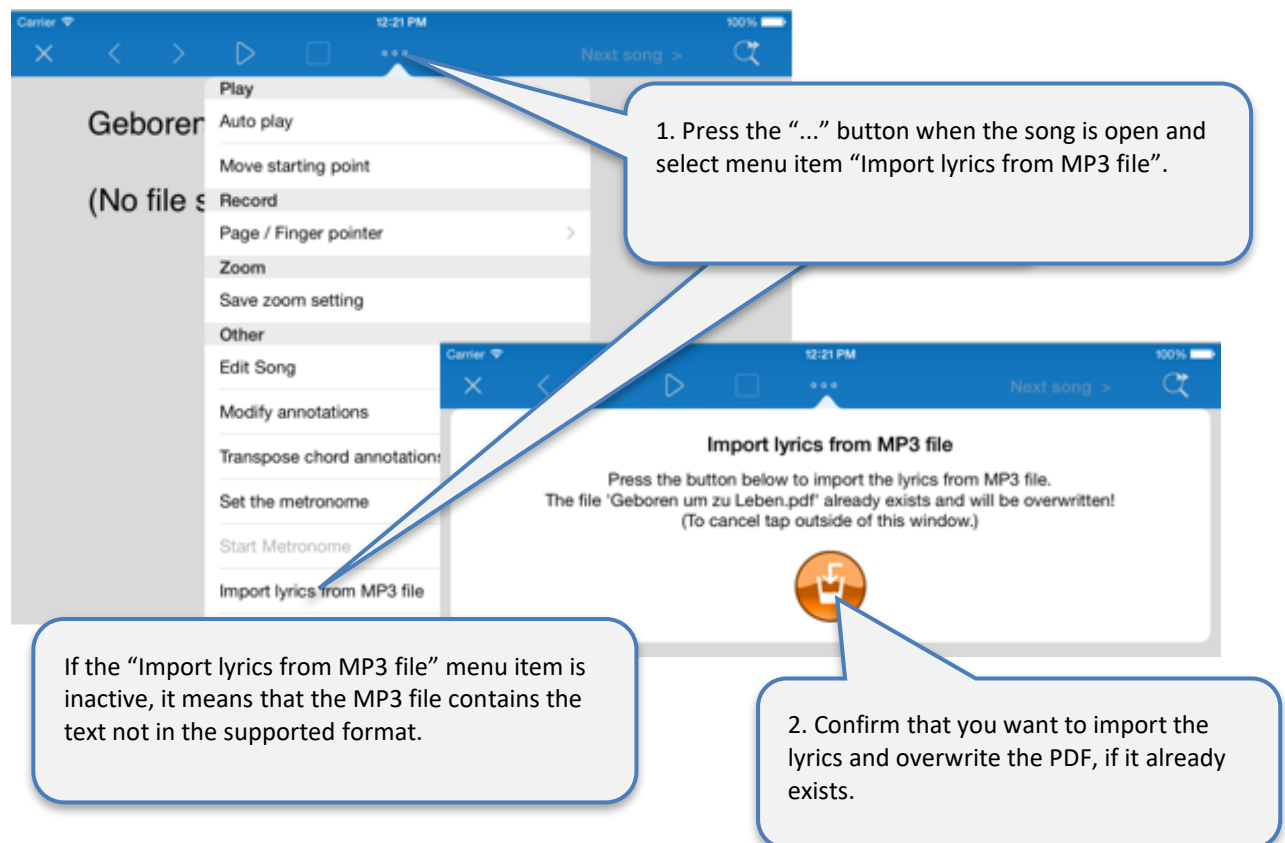 Carrier 12:21 PM 100%
Next song >
Play
Geboren
Auto play
Move starting point
(No file s
Record
Page / Finger pointer
Zoom
Save zoom setting
Other
Edit Song
Modify annotations
Transpose chord annotations
Set the metronome
Start Metronome
Import lyrics from MP3 file
1. Press the “...” button when the song is open and
select menu item “Import lyrics from MP3 file”.
Carrier 12:21 PM 100%
Next song >
Import lyrics from MP3 file
Press the button below to import the lyrics from MP3 file.
The file 'Geboren um zu Leben.pdf' already exists and will be overwritten!
(To cancel tap outside of this window.)
If the “Import lyrics from MP3 file” menu item is
inactive, it means that the MP3 file contains the
text not in the supported format.
2. Confirm that you want to import the
lyrics and overwrite the PDF, if it already
exists.